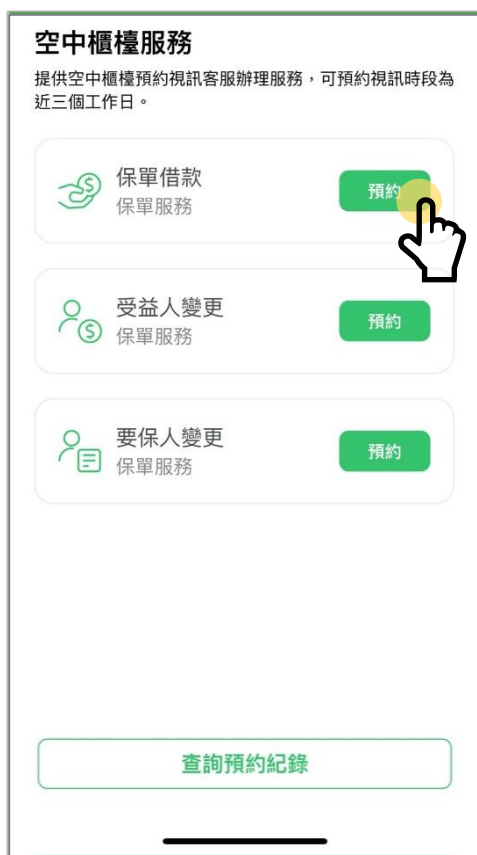 空中櫃檯服務
提供空中櫃檯預約視訊客服辦理服務，可預約視訊時段為
近三個工作日。
保單借款
保單服務
預約
受益人變更
保單服務
預約
要保人變更
保單服務
預約
查詢預約紀錄